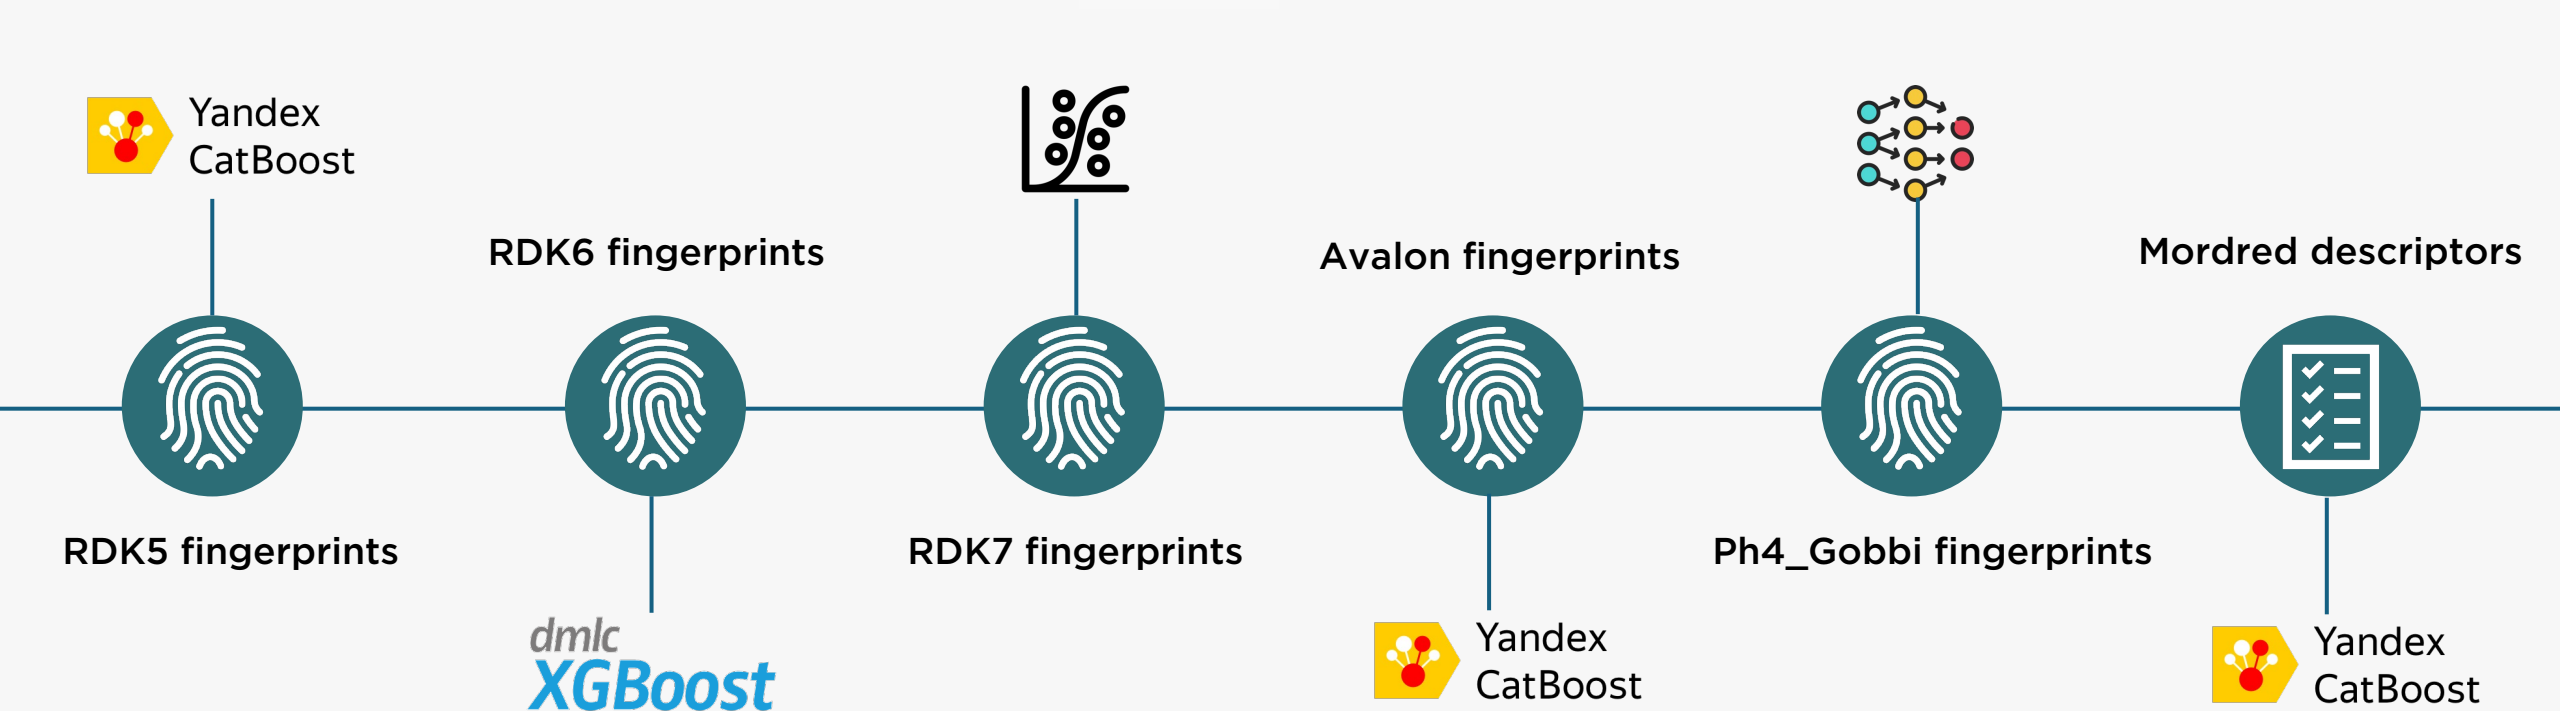 Yandex
CatBoost
RDK5 fingerprints
RDK6 fingerprints
dmlc
XGBoost
RDK7 fingerprints
Avalon fingerprints
Yandex
CatBoost
Ph4_Gobbi fingerprints
Mordred descriptors
Yandex
CatBoost